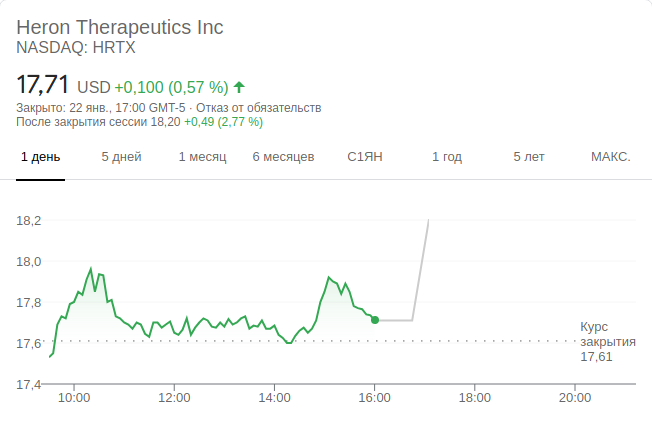 Heron Therapeutics Inc
NASDAQ: HRTX
17,71 USD +0,100 (0,57 %)
Закрыто: 22 янв., 17:00 GMT-5 · Отказ от обязательств
После закрытия сессии 18,20 +0,49 (2,77 %)
1 день 5 дней 1 месяц 6 месяцев С1ЯН 1 год 5 лет МАКС.
18,2
18,0
17,8
17,6
17,4
Курс
закрытия
17,61
10:00 12:00 14:00 16:00 18:00 20:00